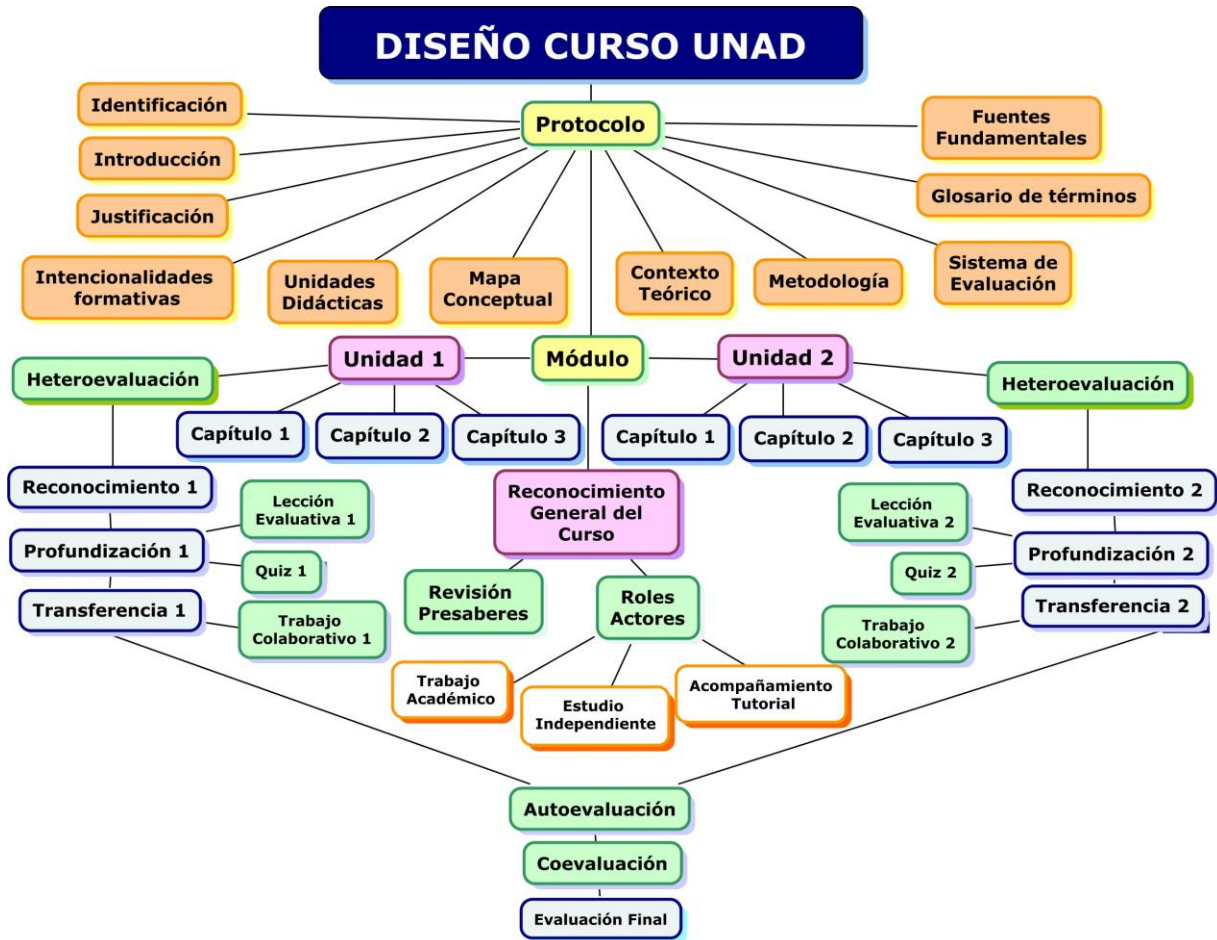 DISEÑO CURSO UNAD
Identificación
Protocolo
Fuentes
Fundamentales
Introducción
Glosario de términos
Justificación
Intencionalidades
formativas
Unidades
Didácticas
Mapa
Conceptual
Contexto
Teórico
Metodología
Sistema de
Evaluación
Unidad 1
Módulo
Unidad 2
Heteroevaluación
Heteroevaluación
Capítulo 1
Capítulo 2
Capítulo 3
Capítulo 1
Capítulo 2
Capítulo 3
Reconocimiento 1
Lección
Evaluativa 1
Profundización 1
Quiz 1
Transferencia 1
Trabajo
Colaborativo 1
Reconocimiento
General del
Curso
Revisión
Presaberes
Roles
Actores
Trabajo
Académico
Estudio
Independiente
Acompañamiento
Tutorial
Reconocimiento 2
Lección
Evaluativa 2
Profundización 2
Quiz 2
Transferencia 2
Trabajo
Colaborativo 2
Autoevaluación
Coevaluación
Evaluación Final